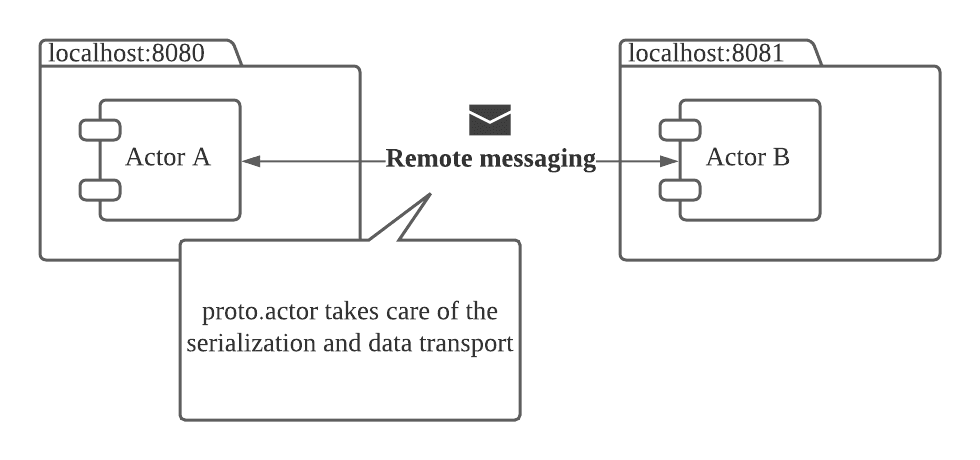 localhost:8080
localhost:8081
Actor A
Remote messaging
Actor B
proto.actor takes care of the
serialization and data transport